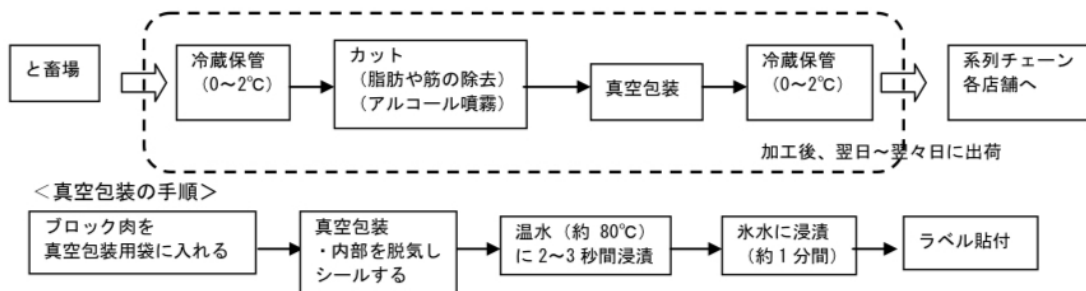 と畜場
冷蔵保管
（0～2℃）
カット
（脂肪や筋の除去）
（アルコール噴霧）
真空包装
冷蔵保管
（0～2℃）
系列チェーン
各店舗へ
加工後、翌日～翌々日に出荷
＜真空包装の手順＞
ブロック肉を
真空包装用袋に入れる
真空包装
・内部を脱気し
シールする
温水（約 80℃）
に 2～3 秒間浸漬
氷水に浸漬
（約 1 分間）
ラベル貼付